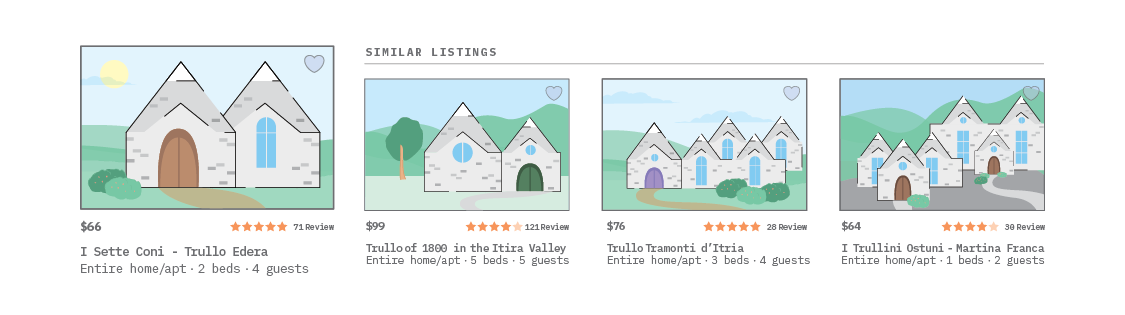 $66
71 Review
I Sette Coni - Trullo Edera
Entire home/apt · 2 beds · 4 guests
SIMILAR LISTINGS
$99
121 Review
Trullo of 1800 in the Itira Valley
Entire home/apt · 5 beds · 5 guests
$76
28 Review
Trullo Tramonti d’Itria
Entire home/apt · 3 beds · 4 guests
$64
30 Review
I Trullini Ostuni - Martina Franca
Entire home/apt · 1 beds · 2 guests